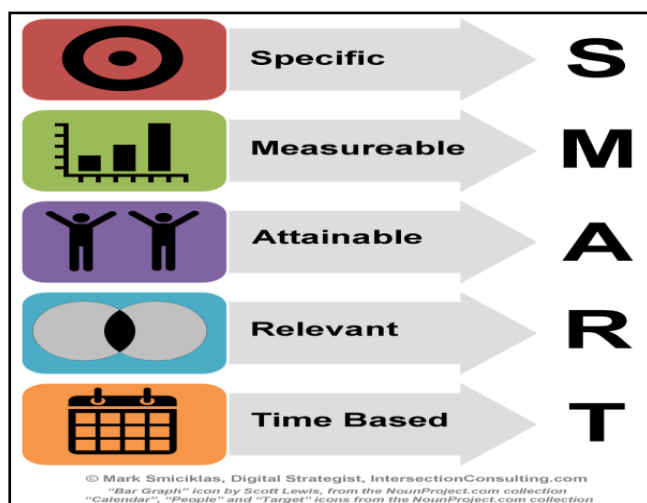 Specific S
Measureable M
Attainable A
Relevant R
Time Based T
© Mark Smiciklas, Digital Strategist, IntersectionConsulting.com
"Bar Graph" icon by Scott Lewis, from the NounProject.com collection
"Calendar", "People" and "Target" icons from the NounProject.com collection